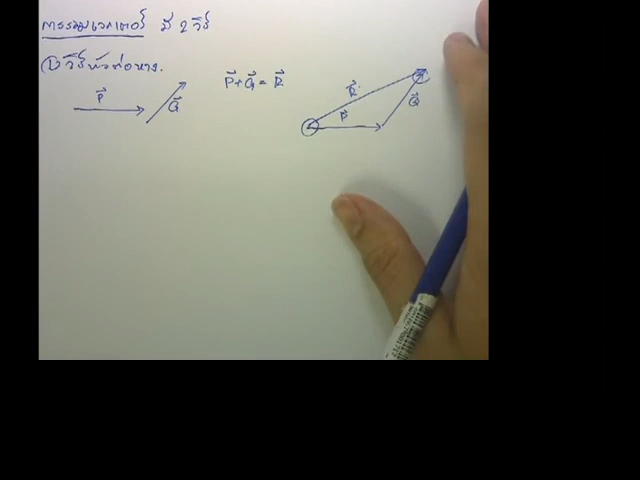 การรวมเวกเตอร์ มี 2 วิธี
① วิธีหัวต่อหาง.
P⃗ Q⃗
P⃗+Q⃗ = R⃗
R⃗
P⃗
Q⃗